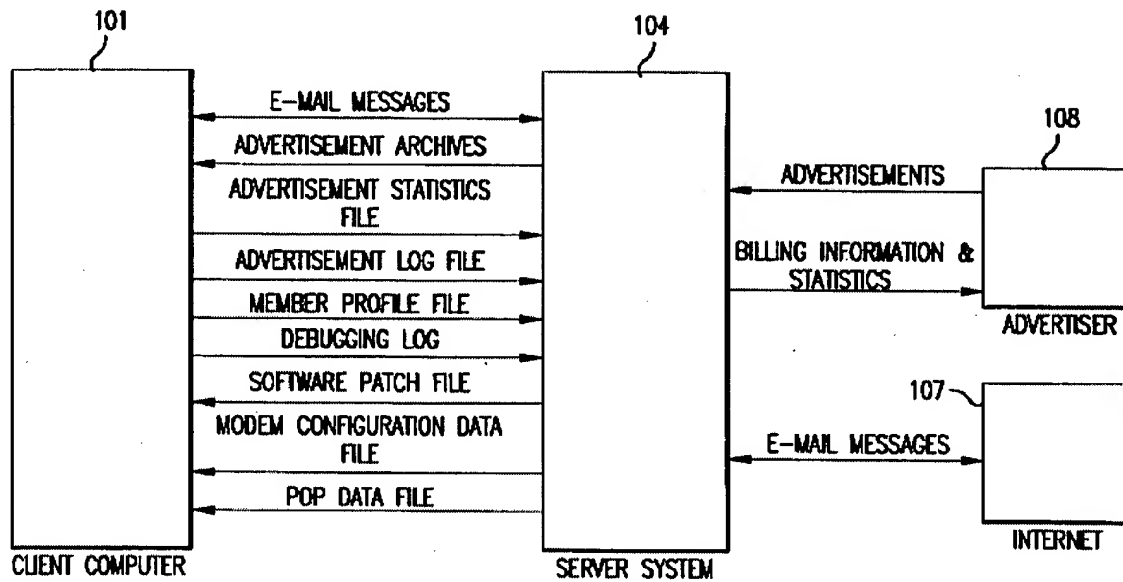 101
104
E-MAIL MESSAGES
ADVERTISEMENT ARCHIVES
ADVERTISEMENT STATISTICS
FILE
ADVERTISEMENT LOG FILE
MEMBER PROFILE FILE
DEBUGGING LOG
SOFTWARE PATCH FILE
MODEM CONFIGURATION DATA
FILE
POP DATA FILE
CLIENT COMPUTER
SERVER SYSTEM
108
ADVERTISEMENTS
BILLING INFORMATION &
STATISTICS
ADVERTISER
107
E-MAIL MESSAGES
INTERNET